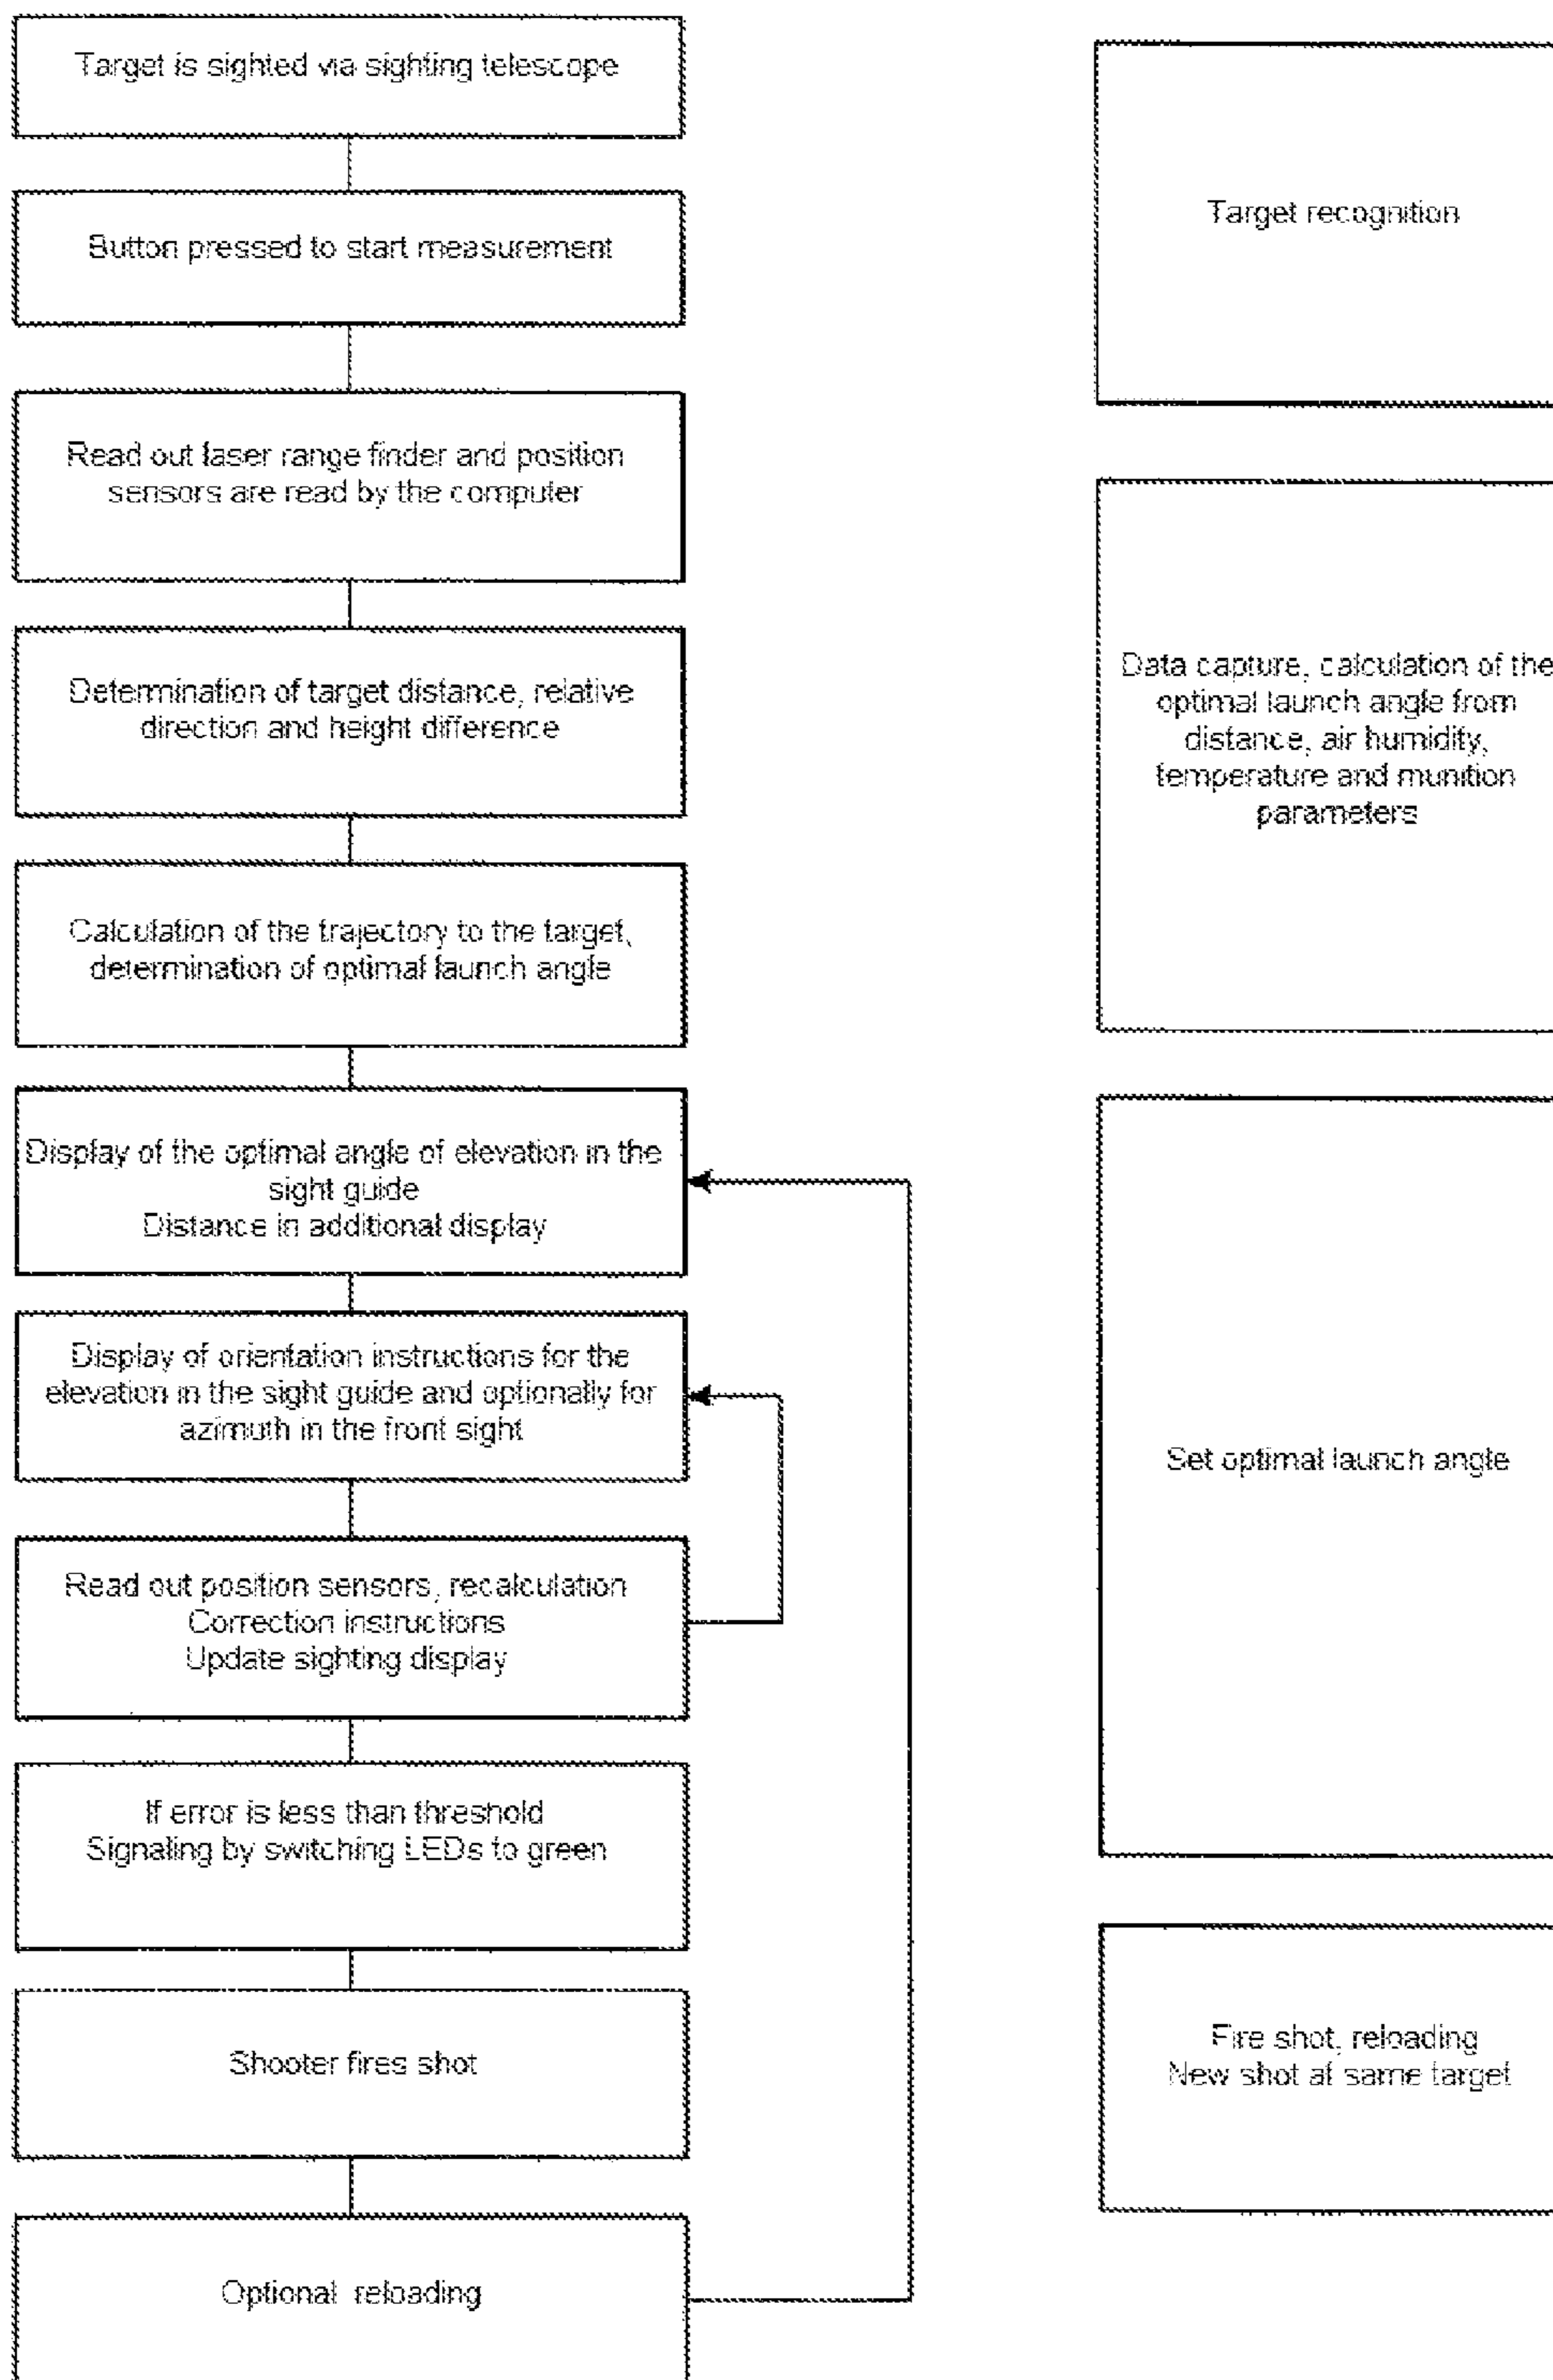 Target is sighted via sighting telescope
Button pressed to start measurement
Read out laser range finder and position
sensors are read by the computer
Determination of target distance, relative
direction and height difference
Calculation of the trajectory to the target,
determination of optimal launch angle
Display of the optimal angle of elevation in the
sight guide
Distance in additional display
Display of orientation instructions for the
elevation in the sight guide and optionally for
azimuth in the front sight
Read out position sensors, recalculation
Correction instructions
Update sighting display
If error is less than threshold
Signaling by switching LEDs to green
Shooter fires shot
Optional reloading
Target recognition
Data capture, calculation of the
optimal launch angle from
distance, air humidity,
temperature and munition
parameters
Set optimal launch angle
Fire shot, reloading
New shot at same target